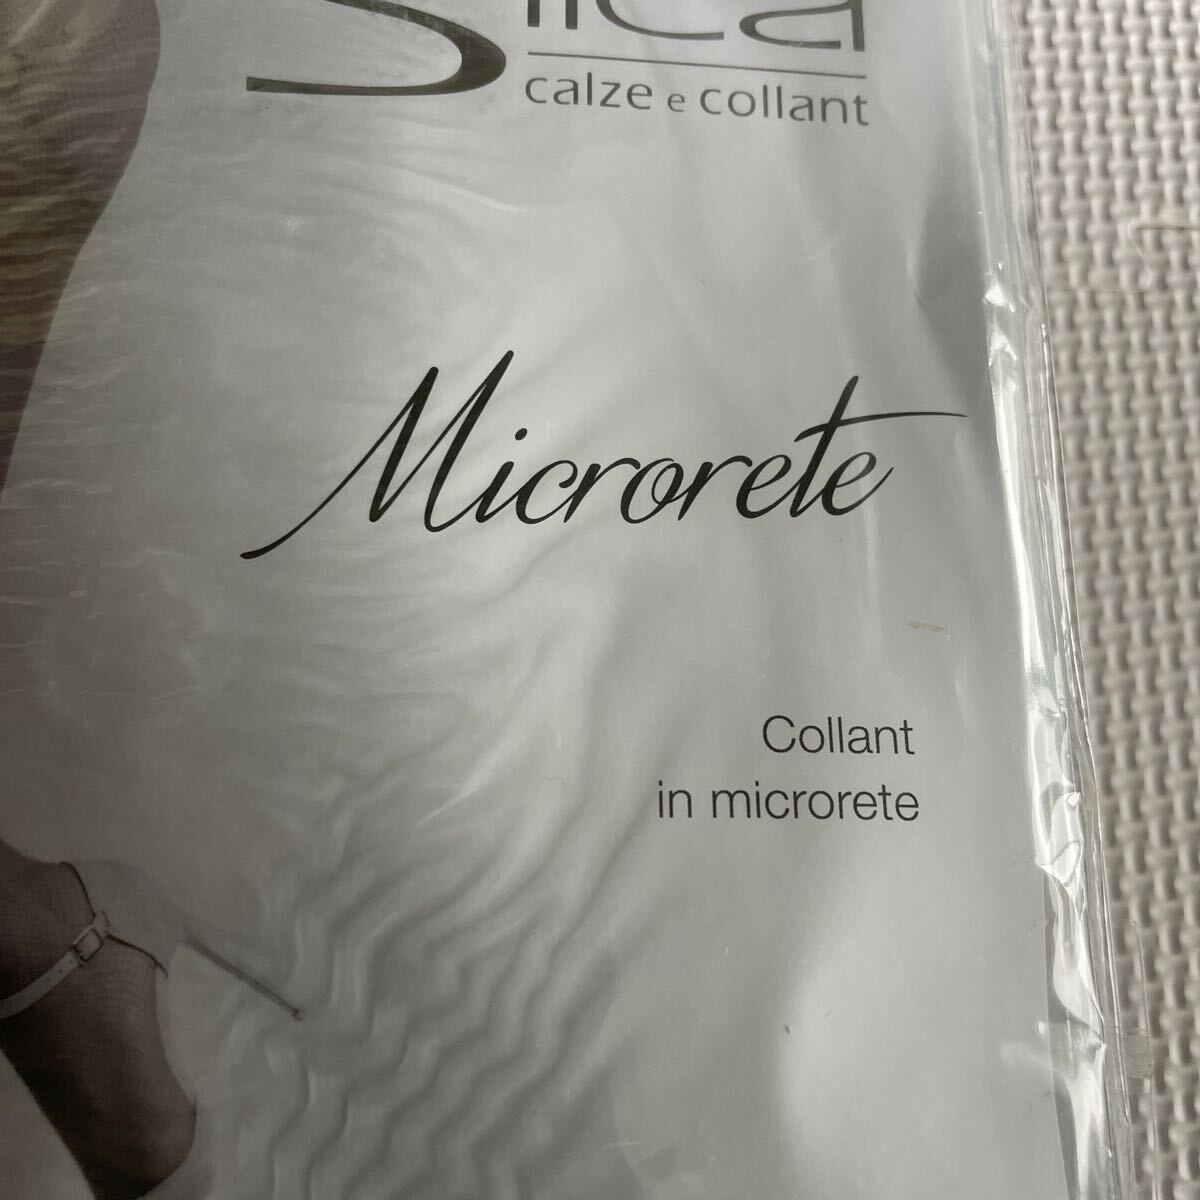 calze e collant
Microrete
Collant
in microrete